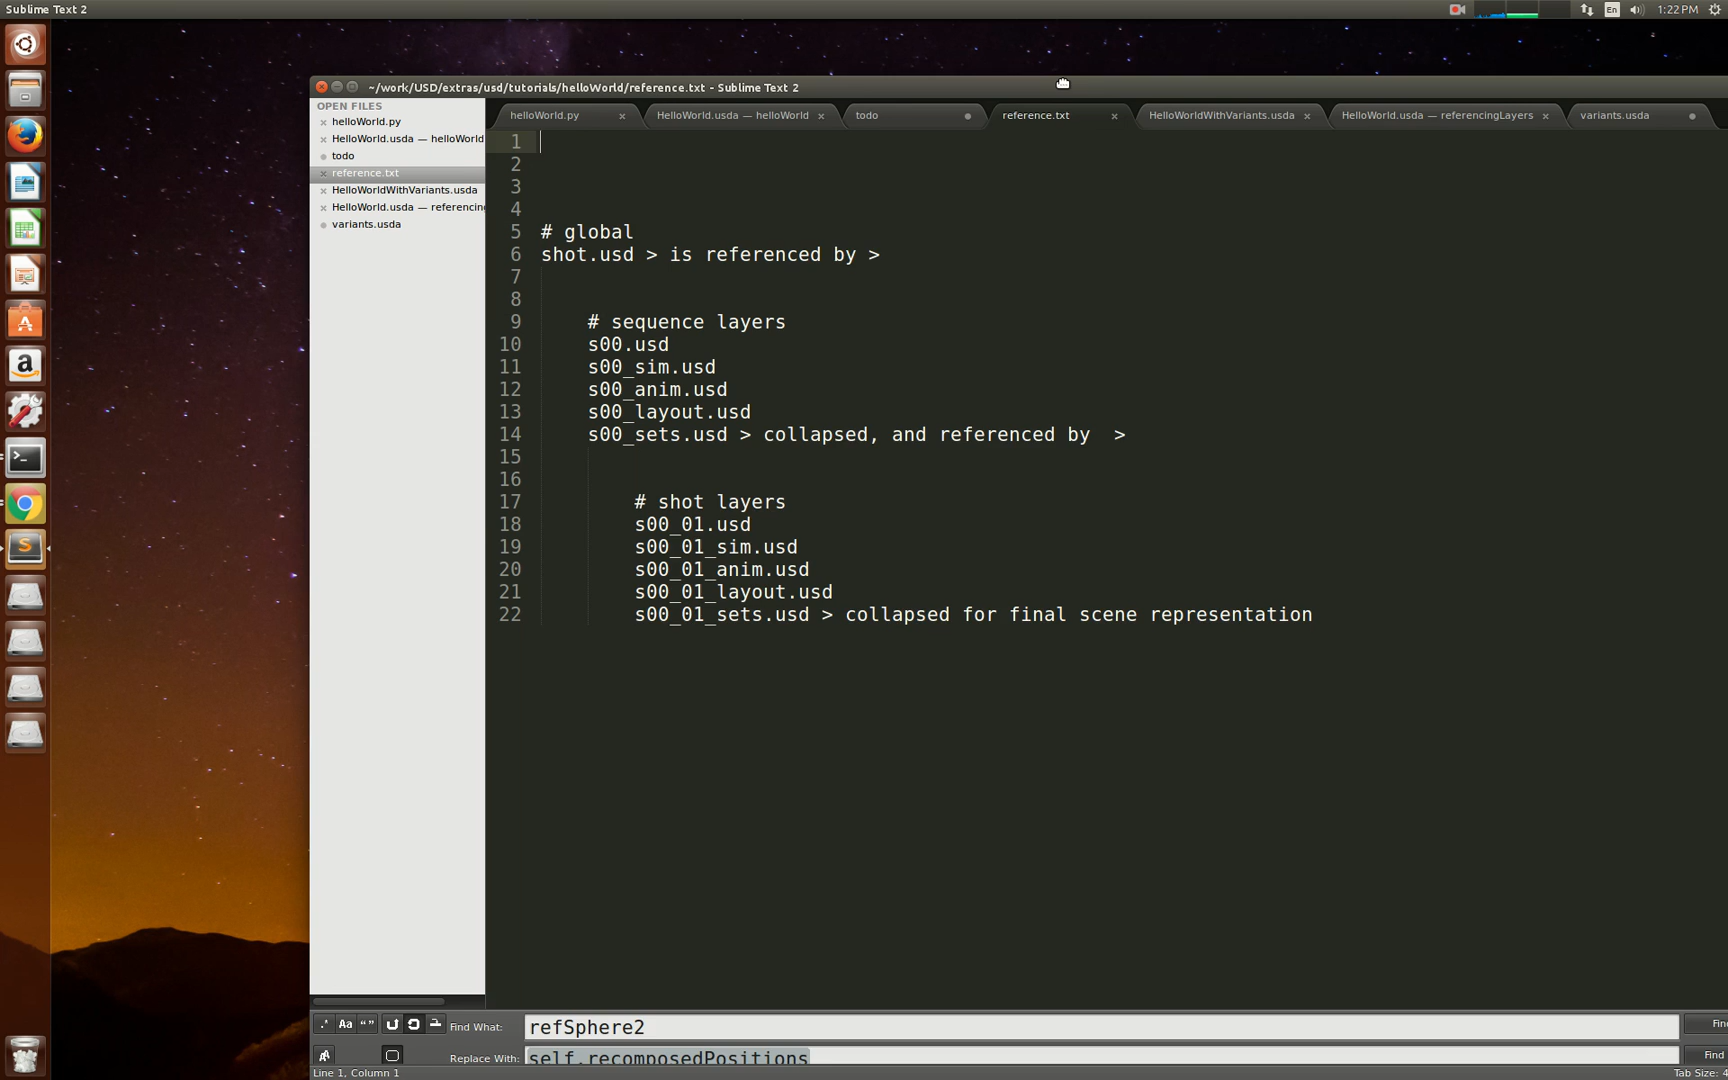 Sublime Text 2
En
1:22 PM
~/work/USD/extras/usd/tutorials/helloWorld/reference.txt - Sublime Text 2
OPEN FILES
helloWorld.py
HelloWorld.usda — helloWorld
todo
reference.txt
HelloWorldWithVariants.usda
HelloWorld.usda — referencing
variants.usda
helloWorld.py
HelloWorld.usda — helloWorld
todo
reference.txt
HelloWorldWithVariants.usda
HelloWorld.usda — referencingLayers
variants.usda
1
2
3
4
5 # global
6 shot.usd > is referenced by >
7
8
9 # sequence layers
10 s00.usd
11 s00_sim.usd
12 s00_anim.usd
13 s00_layout.usd
14 s00_sets.usd > collapsed, and referenced by  >
15
16
17 # shot layers
18 s00_01.usd
19 s00_01_sim.usd
20 s00_01_anim.usd
21 s00_01_layout.usd
22 s00_01_sets.usd > collapsed for final scene representation
.* Aa “” Find What: refSphere2 Fin
Replace With: self.recomposedPositions Find
Line 1, Column 1
Tab Size: 4